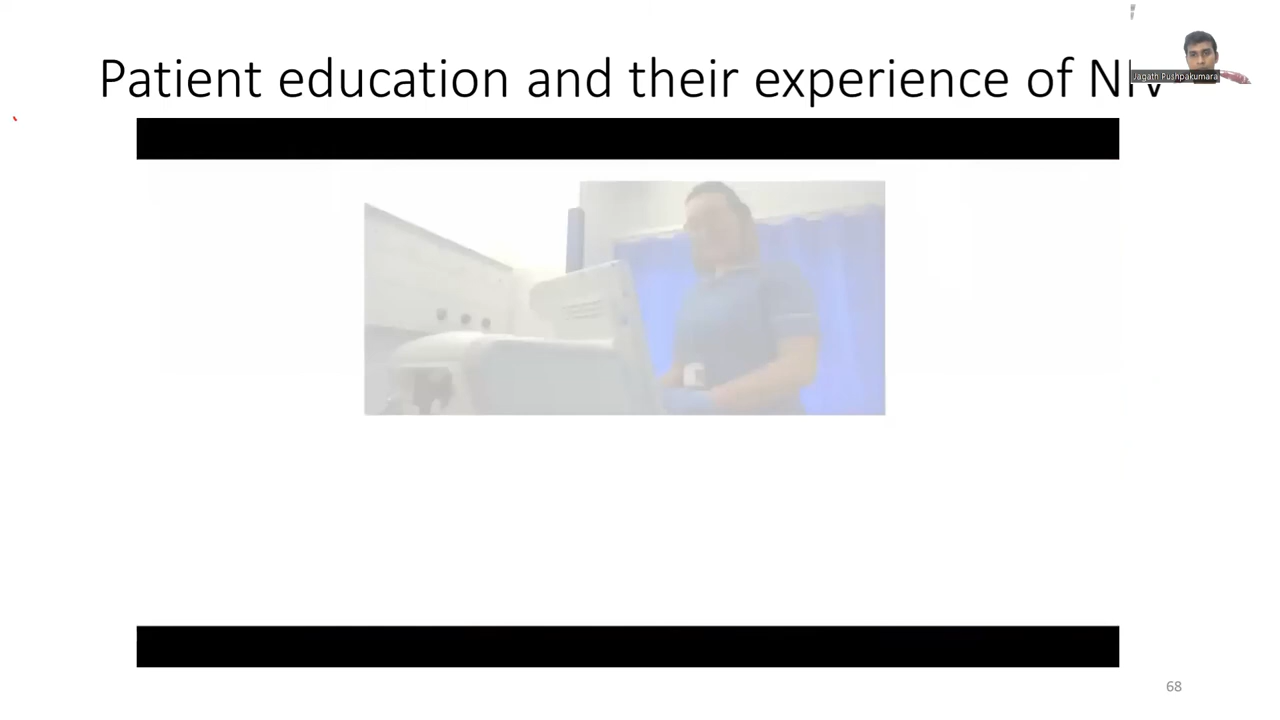 Patient education and their experience of NIV
Jagath Pushpakumara
68